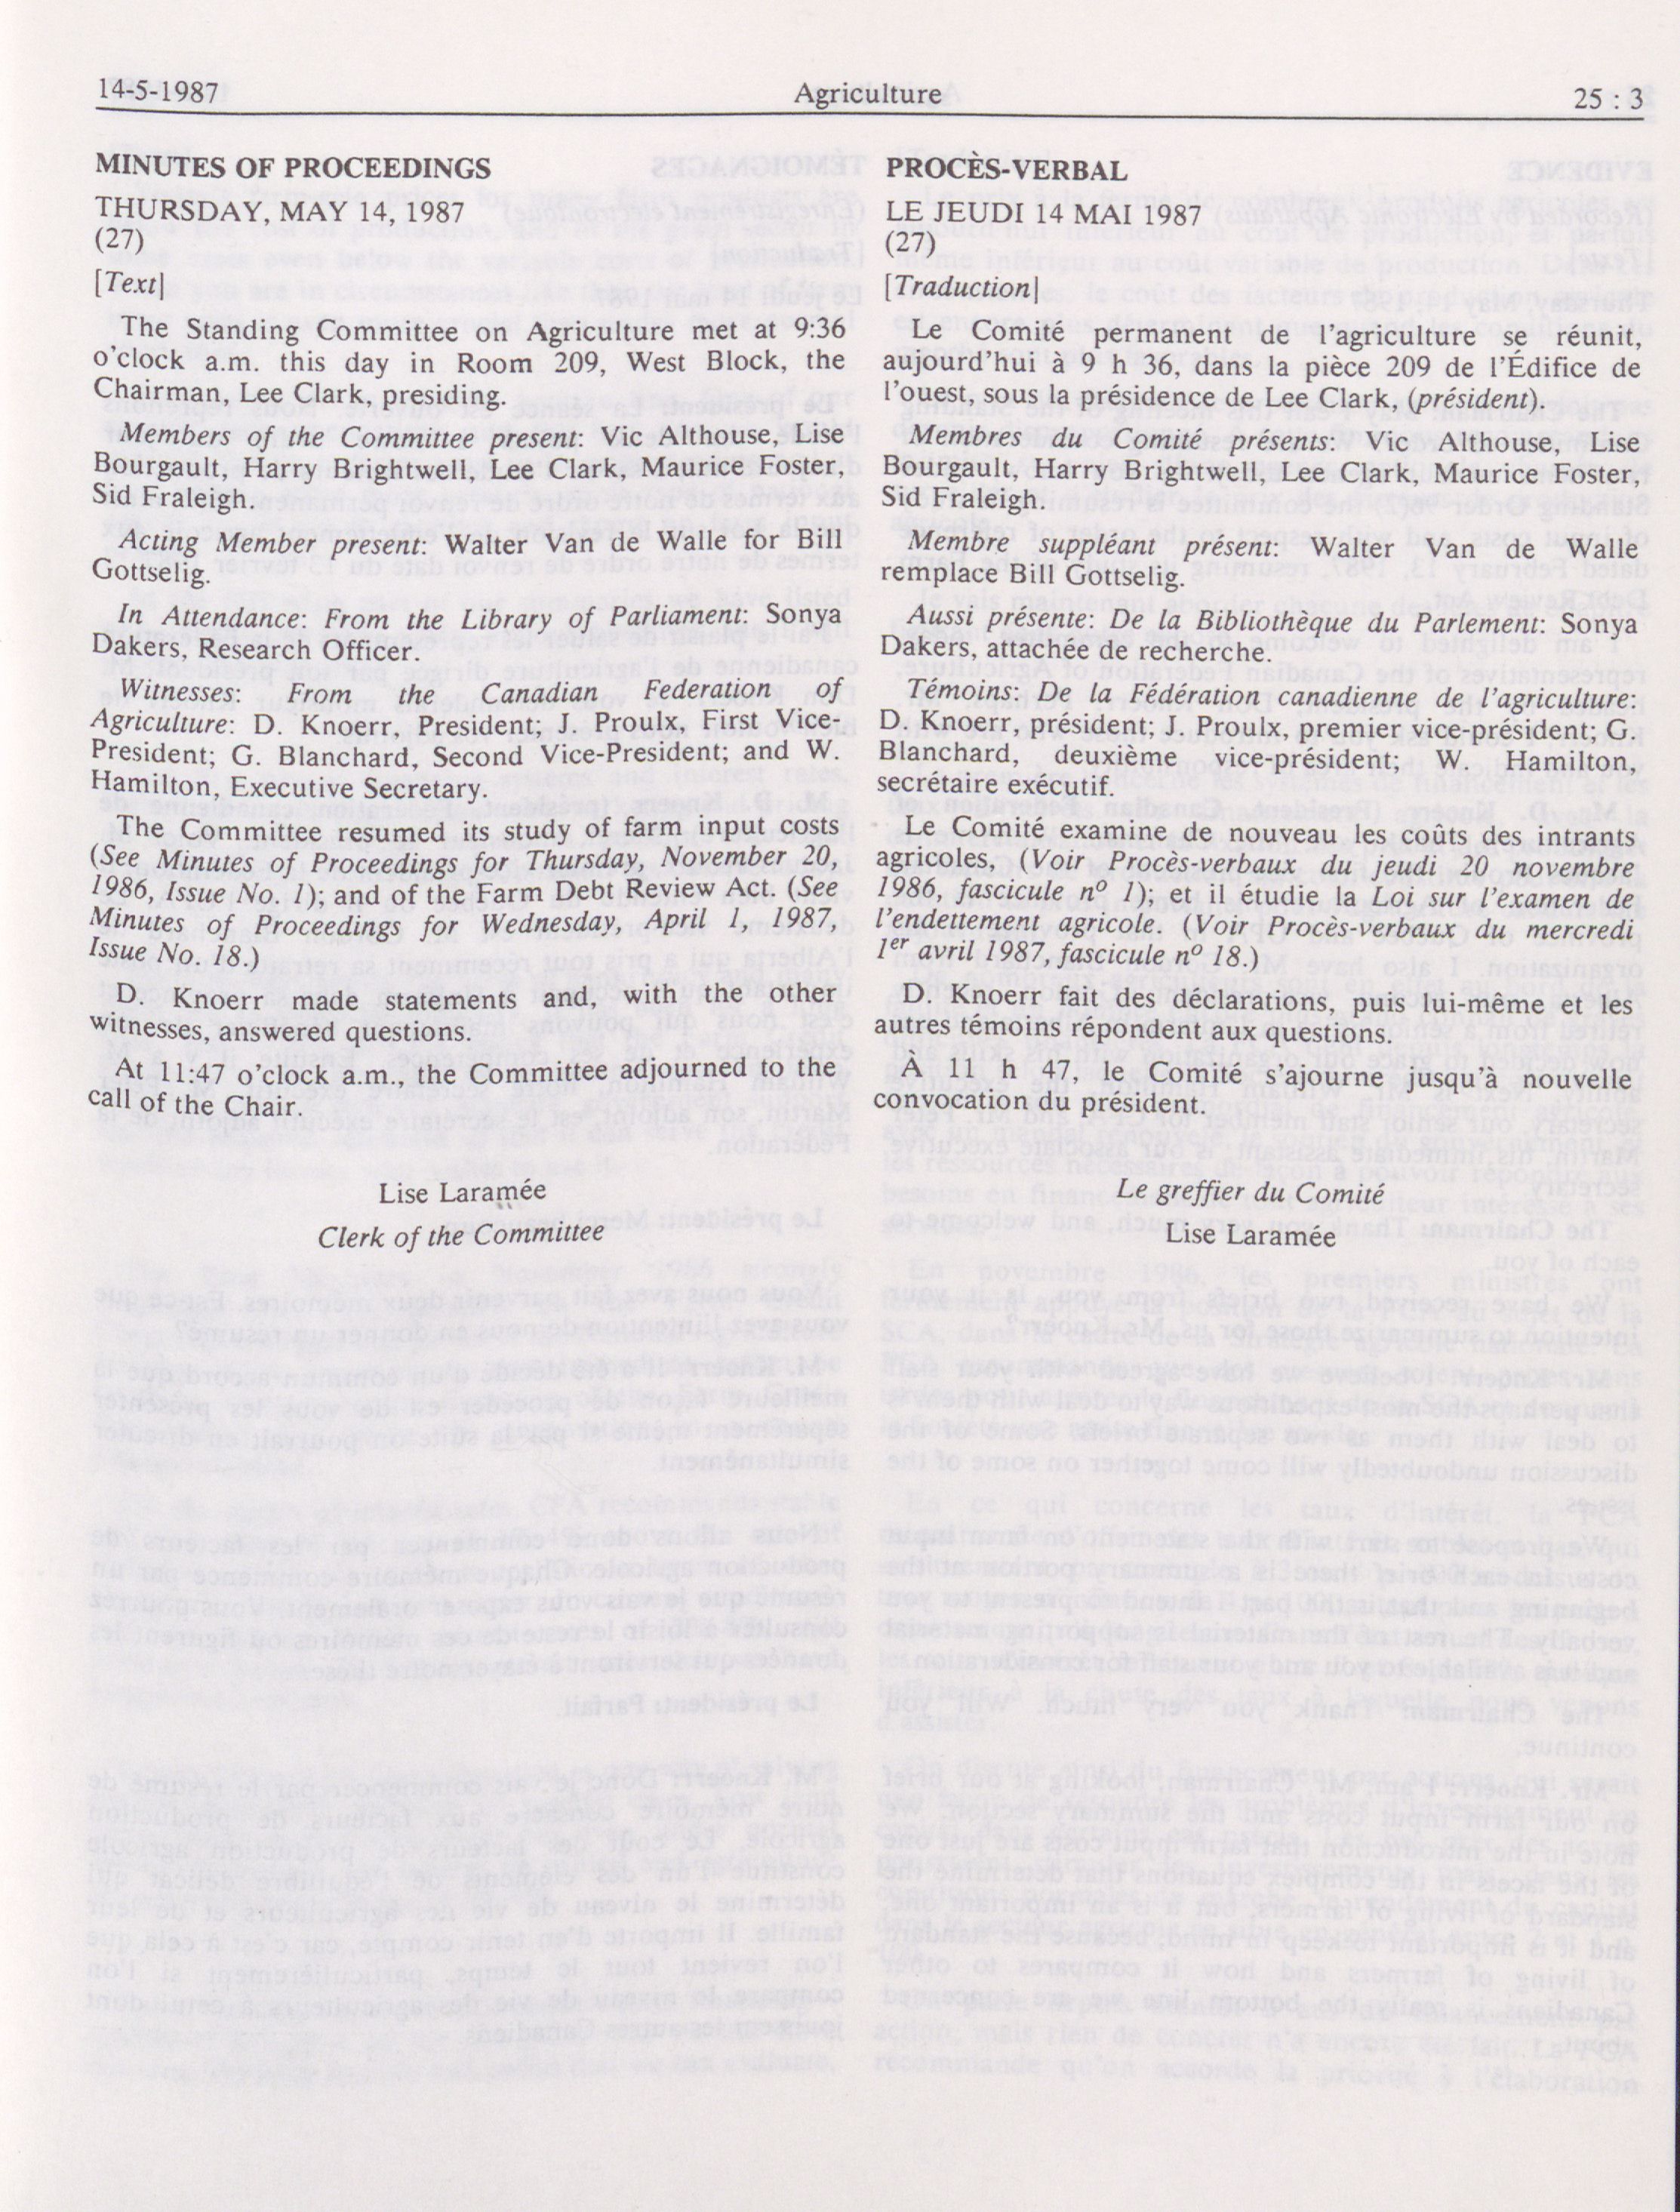 14-5-1987
Agriculture
25 : 3
MINUTES OF PROCEEDINGS
THURSDAY, MAY 14, 1987
(27)
[Text]
The Standing Committee on Agriculture met at 9:36
o'clock a.m. this day in Room 209, West Block, the
Chairman, Lee Clark, presiding.
Members of the Committee present: Vic Althouse, Lise
Bourgault, Harry Brightwell, Lee Clark, Maurice Foster,
Sid Fraleigh.
Acting Member present: Walter Van de Walle for Bill
Gottselig.
In Attendance: From the Library of Parliament: Sonya
Dakers, Research Officer.
Witnesses: From the Canadian Federation of
Agriculture: D. Knoerr, President; J. Proulx, First Vice-
President; G. Blanchard, Second Vice-President; and W.
Hamilton, Executive Secretary.
The Committee resumed its study of farm input costs
(See Minutes of Proceedings for Thursday, November 20,
1986, Issue No. 1); and of the Farm Debt Review Act. (See
Minutes of Proceedings for Wednesday, April 1, 1987,
Issue No. 18.)
D. Knoerr made statements and, with the other
witnesses, answered questions.
At 11:47 o'clock a.m., the Committee adjourned to the
call of the Chair.
Lise Laramée
Clerk of the Committee
PROCÈS-VERBAL
LE JEUDI 14 MAI 1987
(27)
[Traduction]
Le Comité permanent de l'agriculture se réunit,
aujourd'hui à 9 h 36, dans la pièce 209 de l'Édifice de
l'ouest, sous la présidence de Lee Clark, (président).
Membres du Comité présents: Vic Althouse, Lise
Bourgault, Harry Brightwell, Lee Clark, Maurice Foster,
Sid Fraleigh.
Membre suppléant présent: Walter Van de Walle
remplace Bill Gottselig.
Aussi présente: De la Bibliothèque du Parlement: Sonya
Dakers, attachée de recherche.
Témoins: De la Fédération canadienne de l'agriculture:
D. Knoerr, président; J. Proulx, premier vice-président; G.
Blanchard, deuxième vice-président; W. Hamilton,
secrétaire exécutif.
Le Comité examine de nouveau les coûts des intrants
agricoles, (Voir Procès-verbaux du jeudi 20 novembre
1986, fascicule nº 1); et il étudie la Loi sur l'examen de
l'endettement agricole. (Voir Procès-verbaux du mercredi
1er avril 1987, fascicule nº 18.)
D. Knoerr fait des déclarations, puis lui-même et les
autres témoins répondent aux questions.
À 11 h 47, le Comité s'ajourne jusqu'à nouvelle
convocation du président.
Le greffier du Comité
Lise Laramée